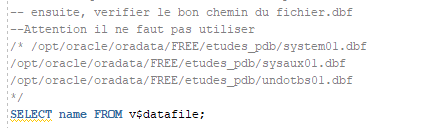 -- ensuite, verifier le bon chemin du fichier.dbf
--Attention il ne faut pas utiliser
/* /opt/oracle/oradata/FREE/etudes_pdb/system01.dbf
/opt/oracle/oradata/FREE/etudes_pdb/sysaux01.dbf
/opt/oracle/oradata/FREE/etudes_pdb/undotbs01.dbf
*/
SELECT name FROM v$datafile;